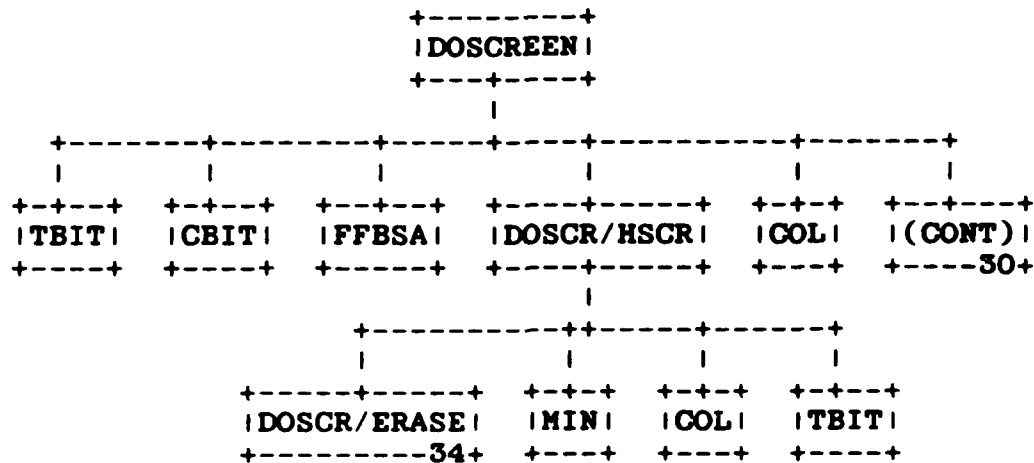 DOSCREEN
TBIT CBIT FFBSA DOSCR/HSCR COL (CONT)
30
DOSCR/ERASE MIN COL TBIT
34